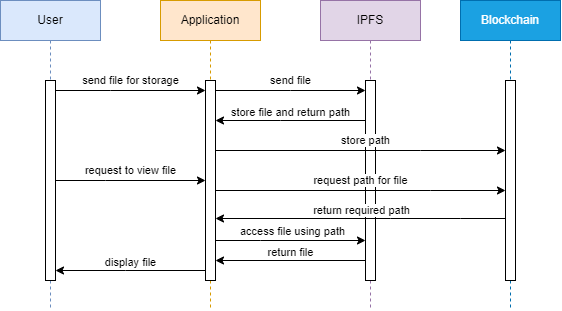 User
Application
IPFS
Blockchain
send file for storage
send file
store file and return path
store path
request to view file
request path for file
return required path
access file using path
return file
display file